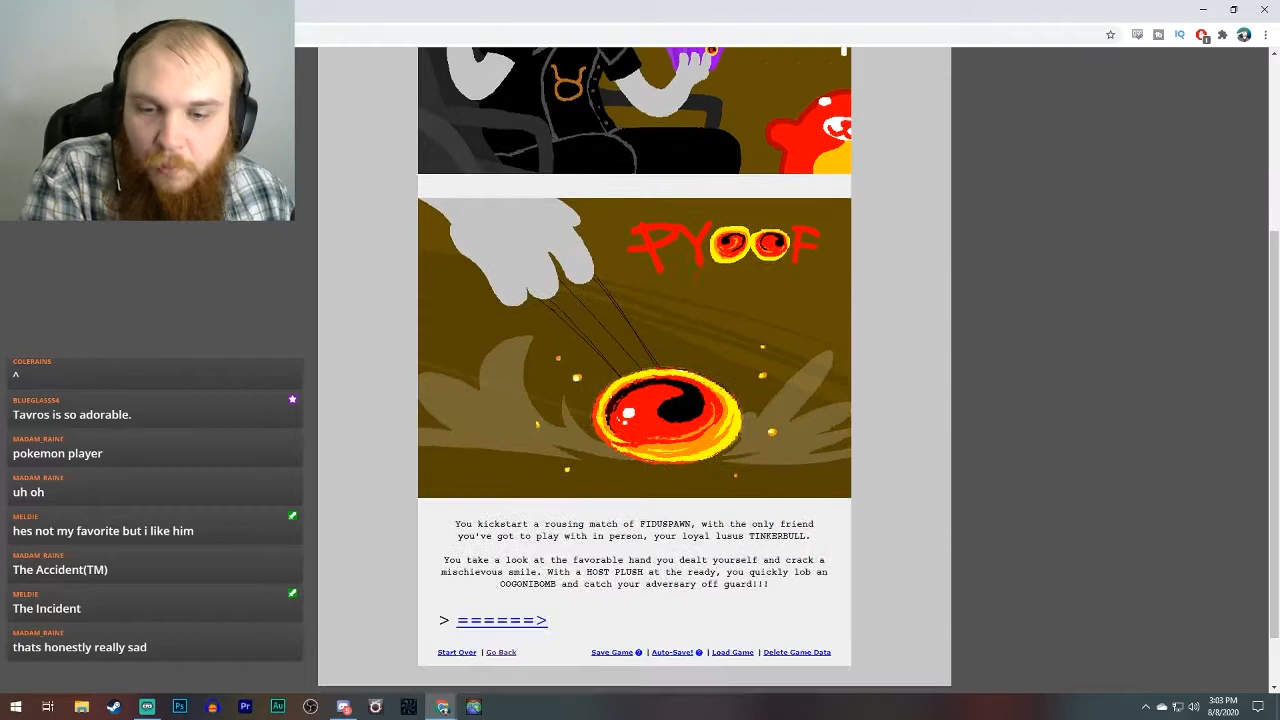 PYOOF
COLERAINS
^
BLUEGLASS54
Tavros is so adorable.
MADAM_RAINE
pokemon player
MADAM_RAINE
uh oh
MELDIE
hes not my favorite but i like him
MADAM_RAINE
The Accident(TM)
MELDIE
The Incident
MADAM_RAINE
thats honestly really sad
You kickstart a rousing match of FIDUSPAWN, with the only friend
you've got to play with in person, your loyal lusus TINKERBULL.
You take a look at the favorable hand you dealt yourself and crack a
mischievous smile. With a HOST PLUSH at the ready, you quickly lob an
OOGONIBOMB and catch your adversary off guard!!!
> ======>
Start Over | Go Back
Save Game ? | Auto-Save! ? | Load Game | Delete Game Data
3:03 PM
8/8/2020